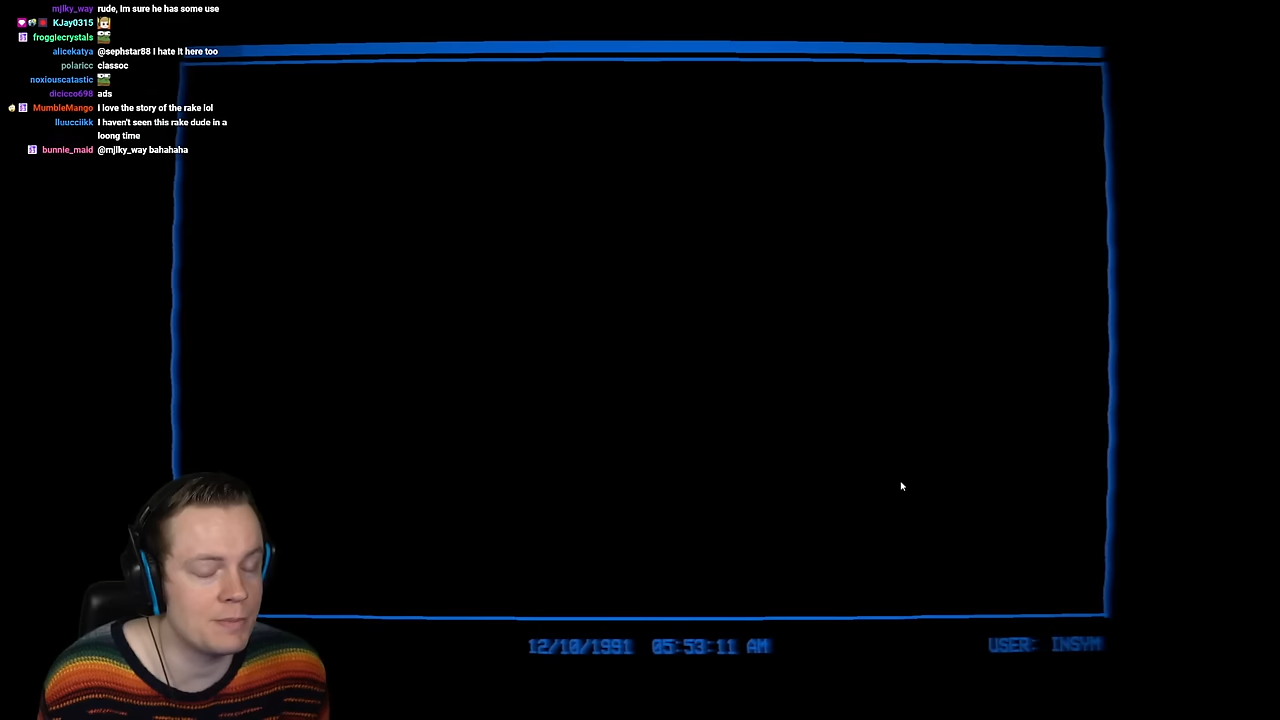 mjlky_way rude, im sure he has some use
KJay0315
frogglecrystals
alicekatya @sephstar88 I hate it here too
polaricc classoc
noxiouscatastic
dicicco698 ads
MumbleMango I love the story of the rake lol
lluucciikk I haven't seen this rake dude in a
loong time
bunnie_maid @mjlky_way bahahaha
12/10/1991 05:53:11 AM
USER: INSYM